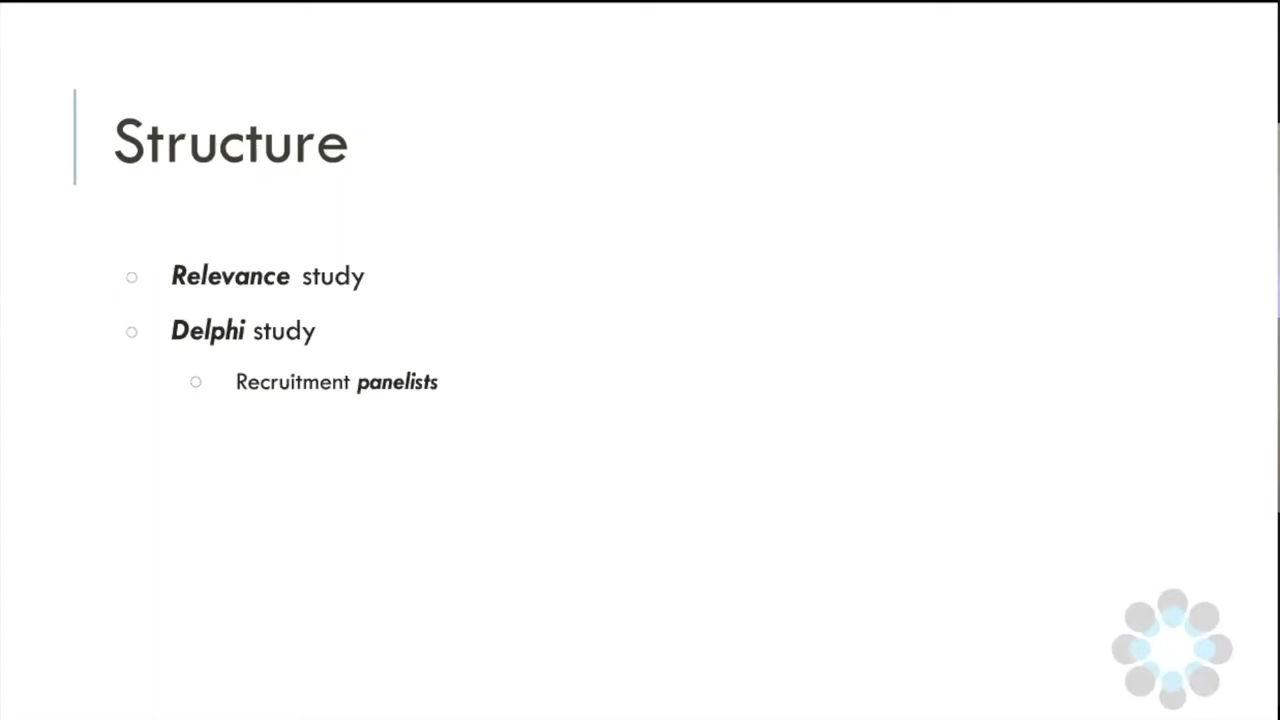 Structure
Relevance study
Delphi study
Recruitment panelists